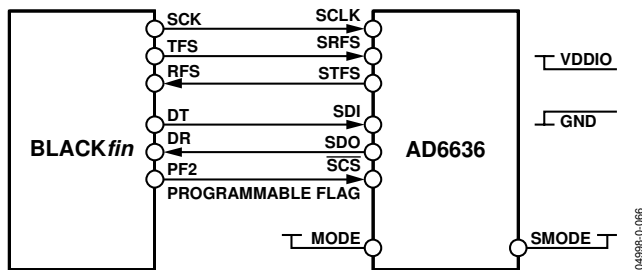 SCK SCLK
TFS SRFS
RFS STFS
VDDIO
DT SDI
GND
DR SDO
BLACKfin AD6636
PF2 SCS
PROGRAMMABLE FLAG
MODE SMODE
04998-0-066